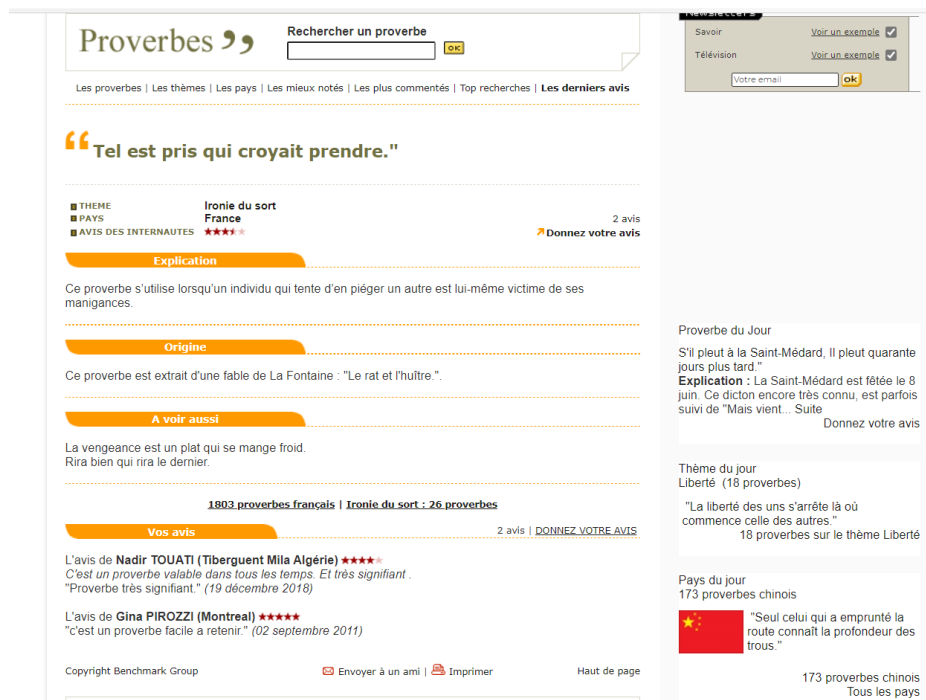 Proverbes
Rechercher un proverbe
OK
Les proverbes | Les thèmes | Les pays | Les mieux notés | Les plus commentés | Top recherches | Les derniers avis
“Tel est pris qui croyait prendre."
THEME Ironie du sort
PAYS France
2 avis
AVIS DES INTERNAUTES
Donnez votre avis
Explication
Ce proverbe s'utilise lorsqu'un individu qui tente d'en piéger un autre est lui-même victime de ses
manigances.
Origine
Ce proverbe est extrait d'une fable de La Fontaine : "Le rat et l'huître.".
A voir aussi
La vengeance est un plat qui se mange froid.
Rira bien qui rira le dernier.
1803 proverbes français | Ironie du sort : 26 proverbes
Vos avis
2 avis | DONNEZ VOTRE AVIS
L'avis de Nadir TOUATI (Tiberguent Mila Algérie)
C'est un proverbe valable dans tous les temps. Et très signifiant .
"Proverbe très signifiant." (19 décembre 2018)
L'avis de Gina PIROZZI (Montreal)
"c'est un proverbe facile a retenir." (02 septembre 2011)
Copyright Benchmark Group
Envoyer à un ami | Imprimer
Haut de page
Newsletters
Savoir Voir un exemple
Télévision Voir un exemple
Votre email
ok
Proverbe du Jour
S'il pleut à la Saint-Médard, Il pleut quarante
jours plus tard."
Explication : La Saint-Médard est fêtée le 8
juin. Ce dicton encore très connu, est parfois
suivi de "Mais vient... Suite
Donnez votre avis
Thème du jour
Liberté (18 proverbes)
"La liberté des uns s'arrête là où
commence celle des autres."
18 proverbes sur le thème Liberté
Pays du jour
173 proverbes chinois
"Seul celui qui a emprunté la
route connaît la profondeur des
trous."
173 proverbes chinois
Tous les pays